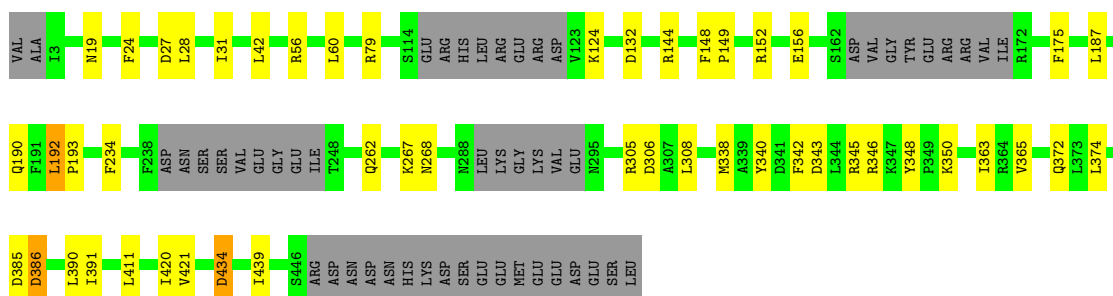 VAL ALA I3 N19 F24 D27 L28 I31 L42 R56 L60 R79 S114 GLU ARG HIS LEU ARG GLU ARG ASP V123 K124 D132 R144 F148 P149 R152 E156 S162 ASP VAL GLY TYR GLU ARG ARG VAL ILE R172 F175 L187
Q190 F191 L192 P193 F234 F238 ASP ASN SER SER VAL GLU GLY GLU ILE T248 Q262 K267 N268 N288 LEU LYS GLY LYS VAL GLU N295 R305 D306 A307 L308 M338 A339 Y340 D341 F342 D343 L344 R345 R346 K347 Y348 P349 K350 I363 R364 V365 Q372 L373 L374
D385 D386 L390 I391 L411 I420 V421 D434 I439 S446 ARG ASP ASN ASP ASN HIS LYS ASP SER GLU GLU MET GLU GLU ASP GLU SER LEU